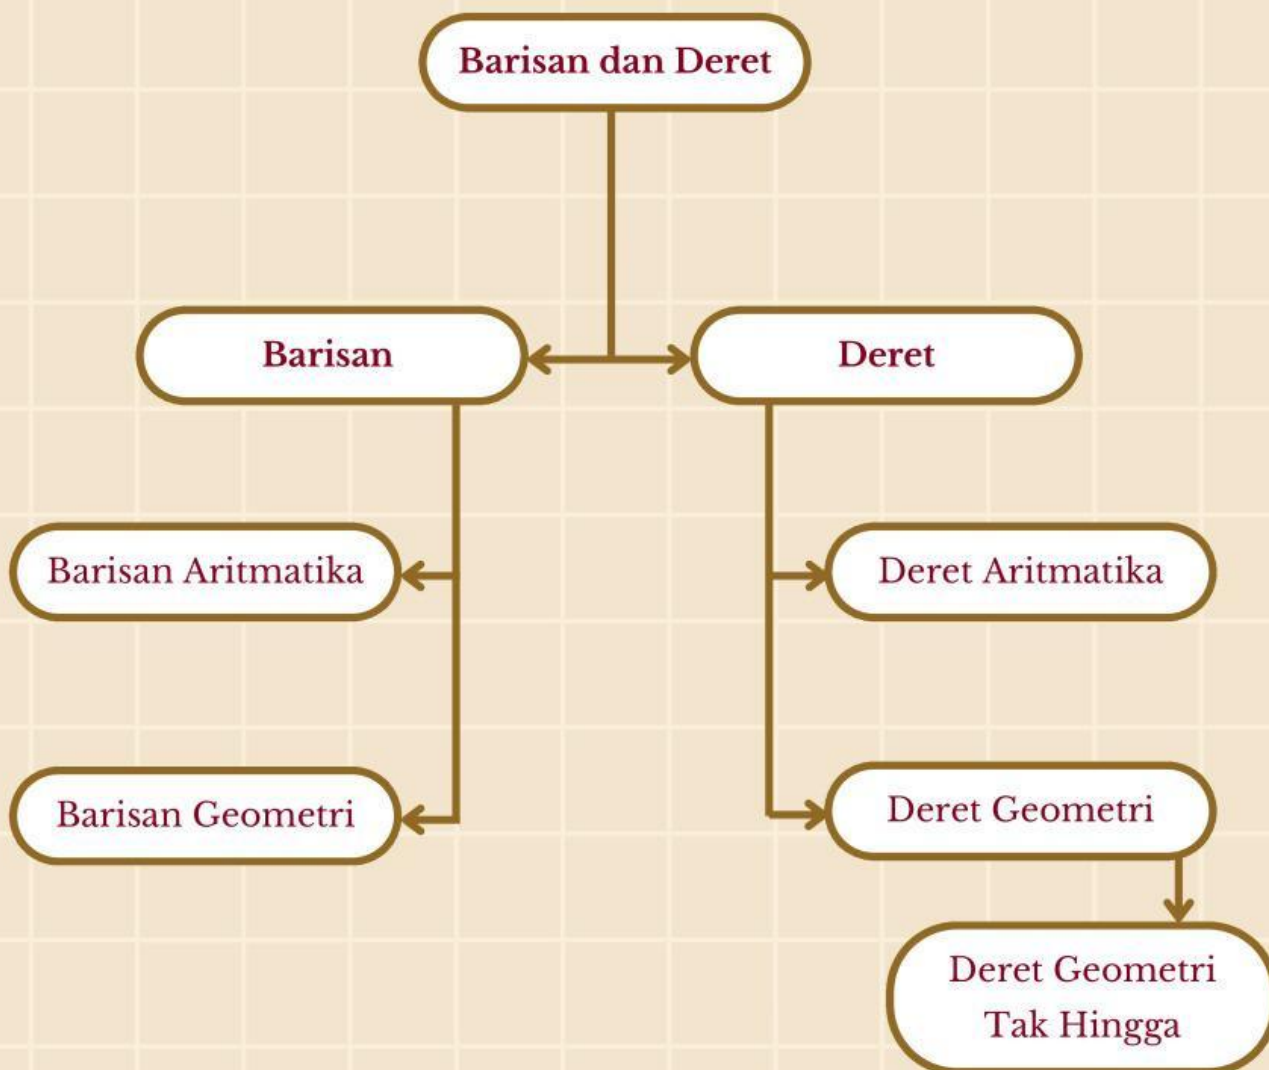 Barisan dan Deret
Barisan
Deret
Barisan Aritmatika
Deret Aritmatika
Barisan Geometri
Deret Geometri
Deret Geometri
Tak Hingga